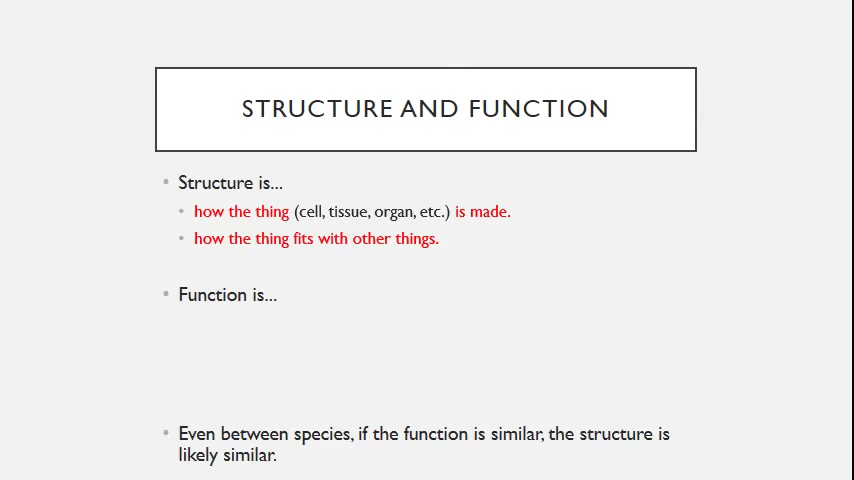 STRUCTURE AND FUNCTION
• Structure is...
• how the thing (cell, tissue, organ, etc.) is made.
• how the thing fits with other things.
• Function is...
• Even between species, if the function is similar, the structure is
likely similar.